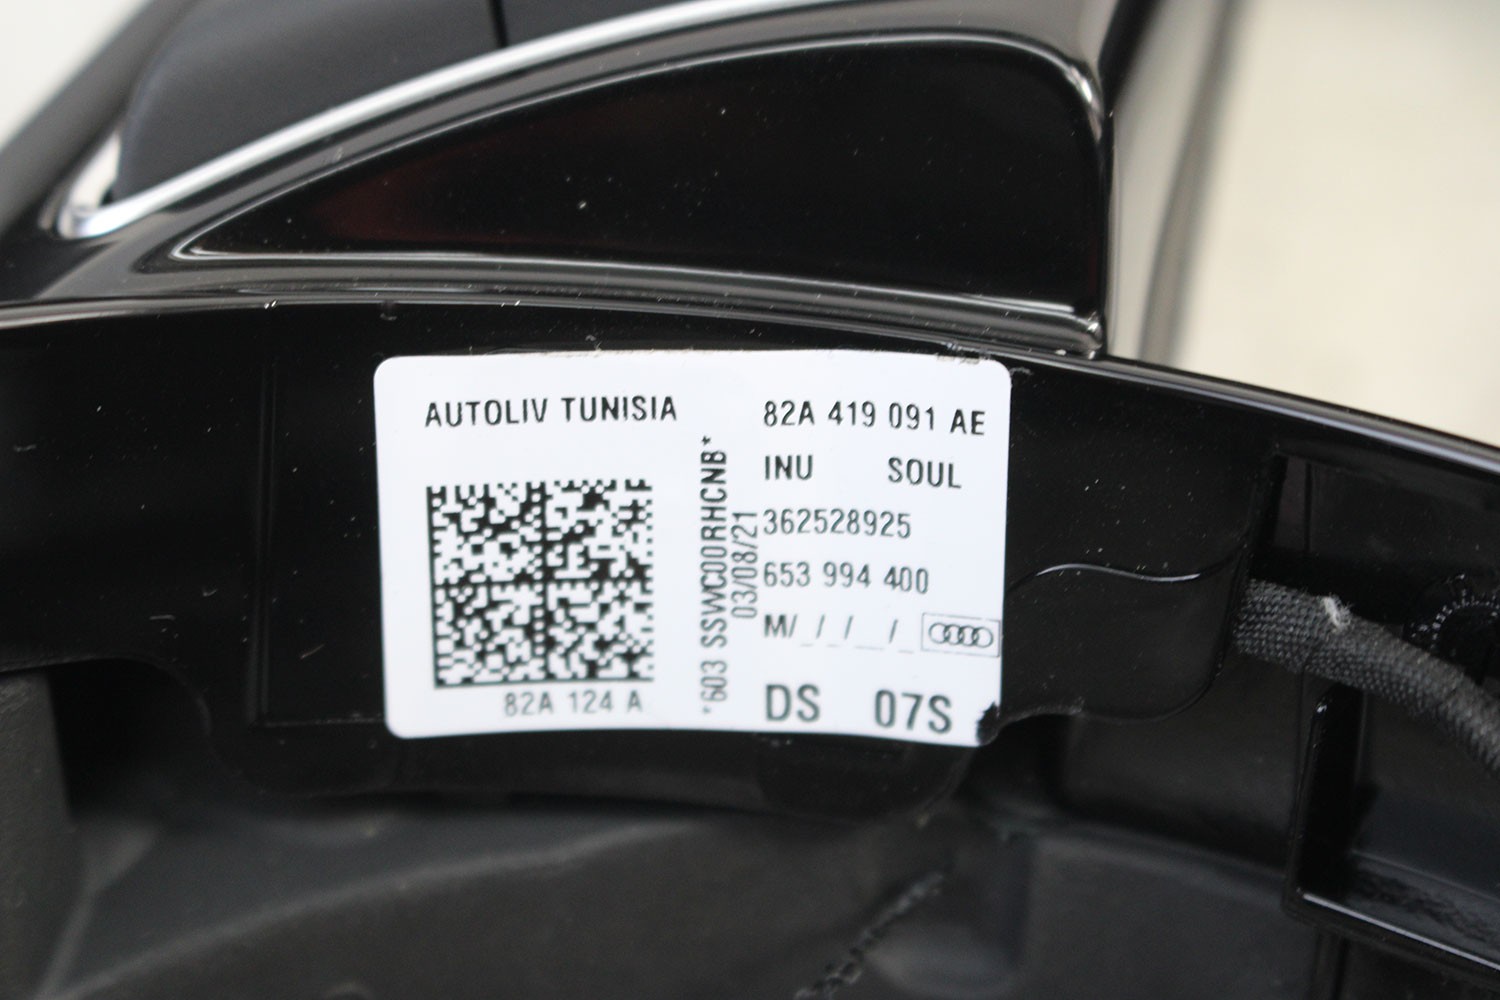 AUTOLIV TUNISIA
82A 124 A
*603 SSWC00RHCNB*
03/08/21
82A 419 091 AE
INU SOUL
362528925
653 994 400
M/_/_/__/_
DS 07S